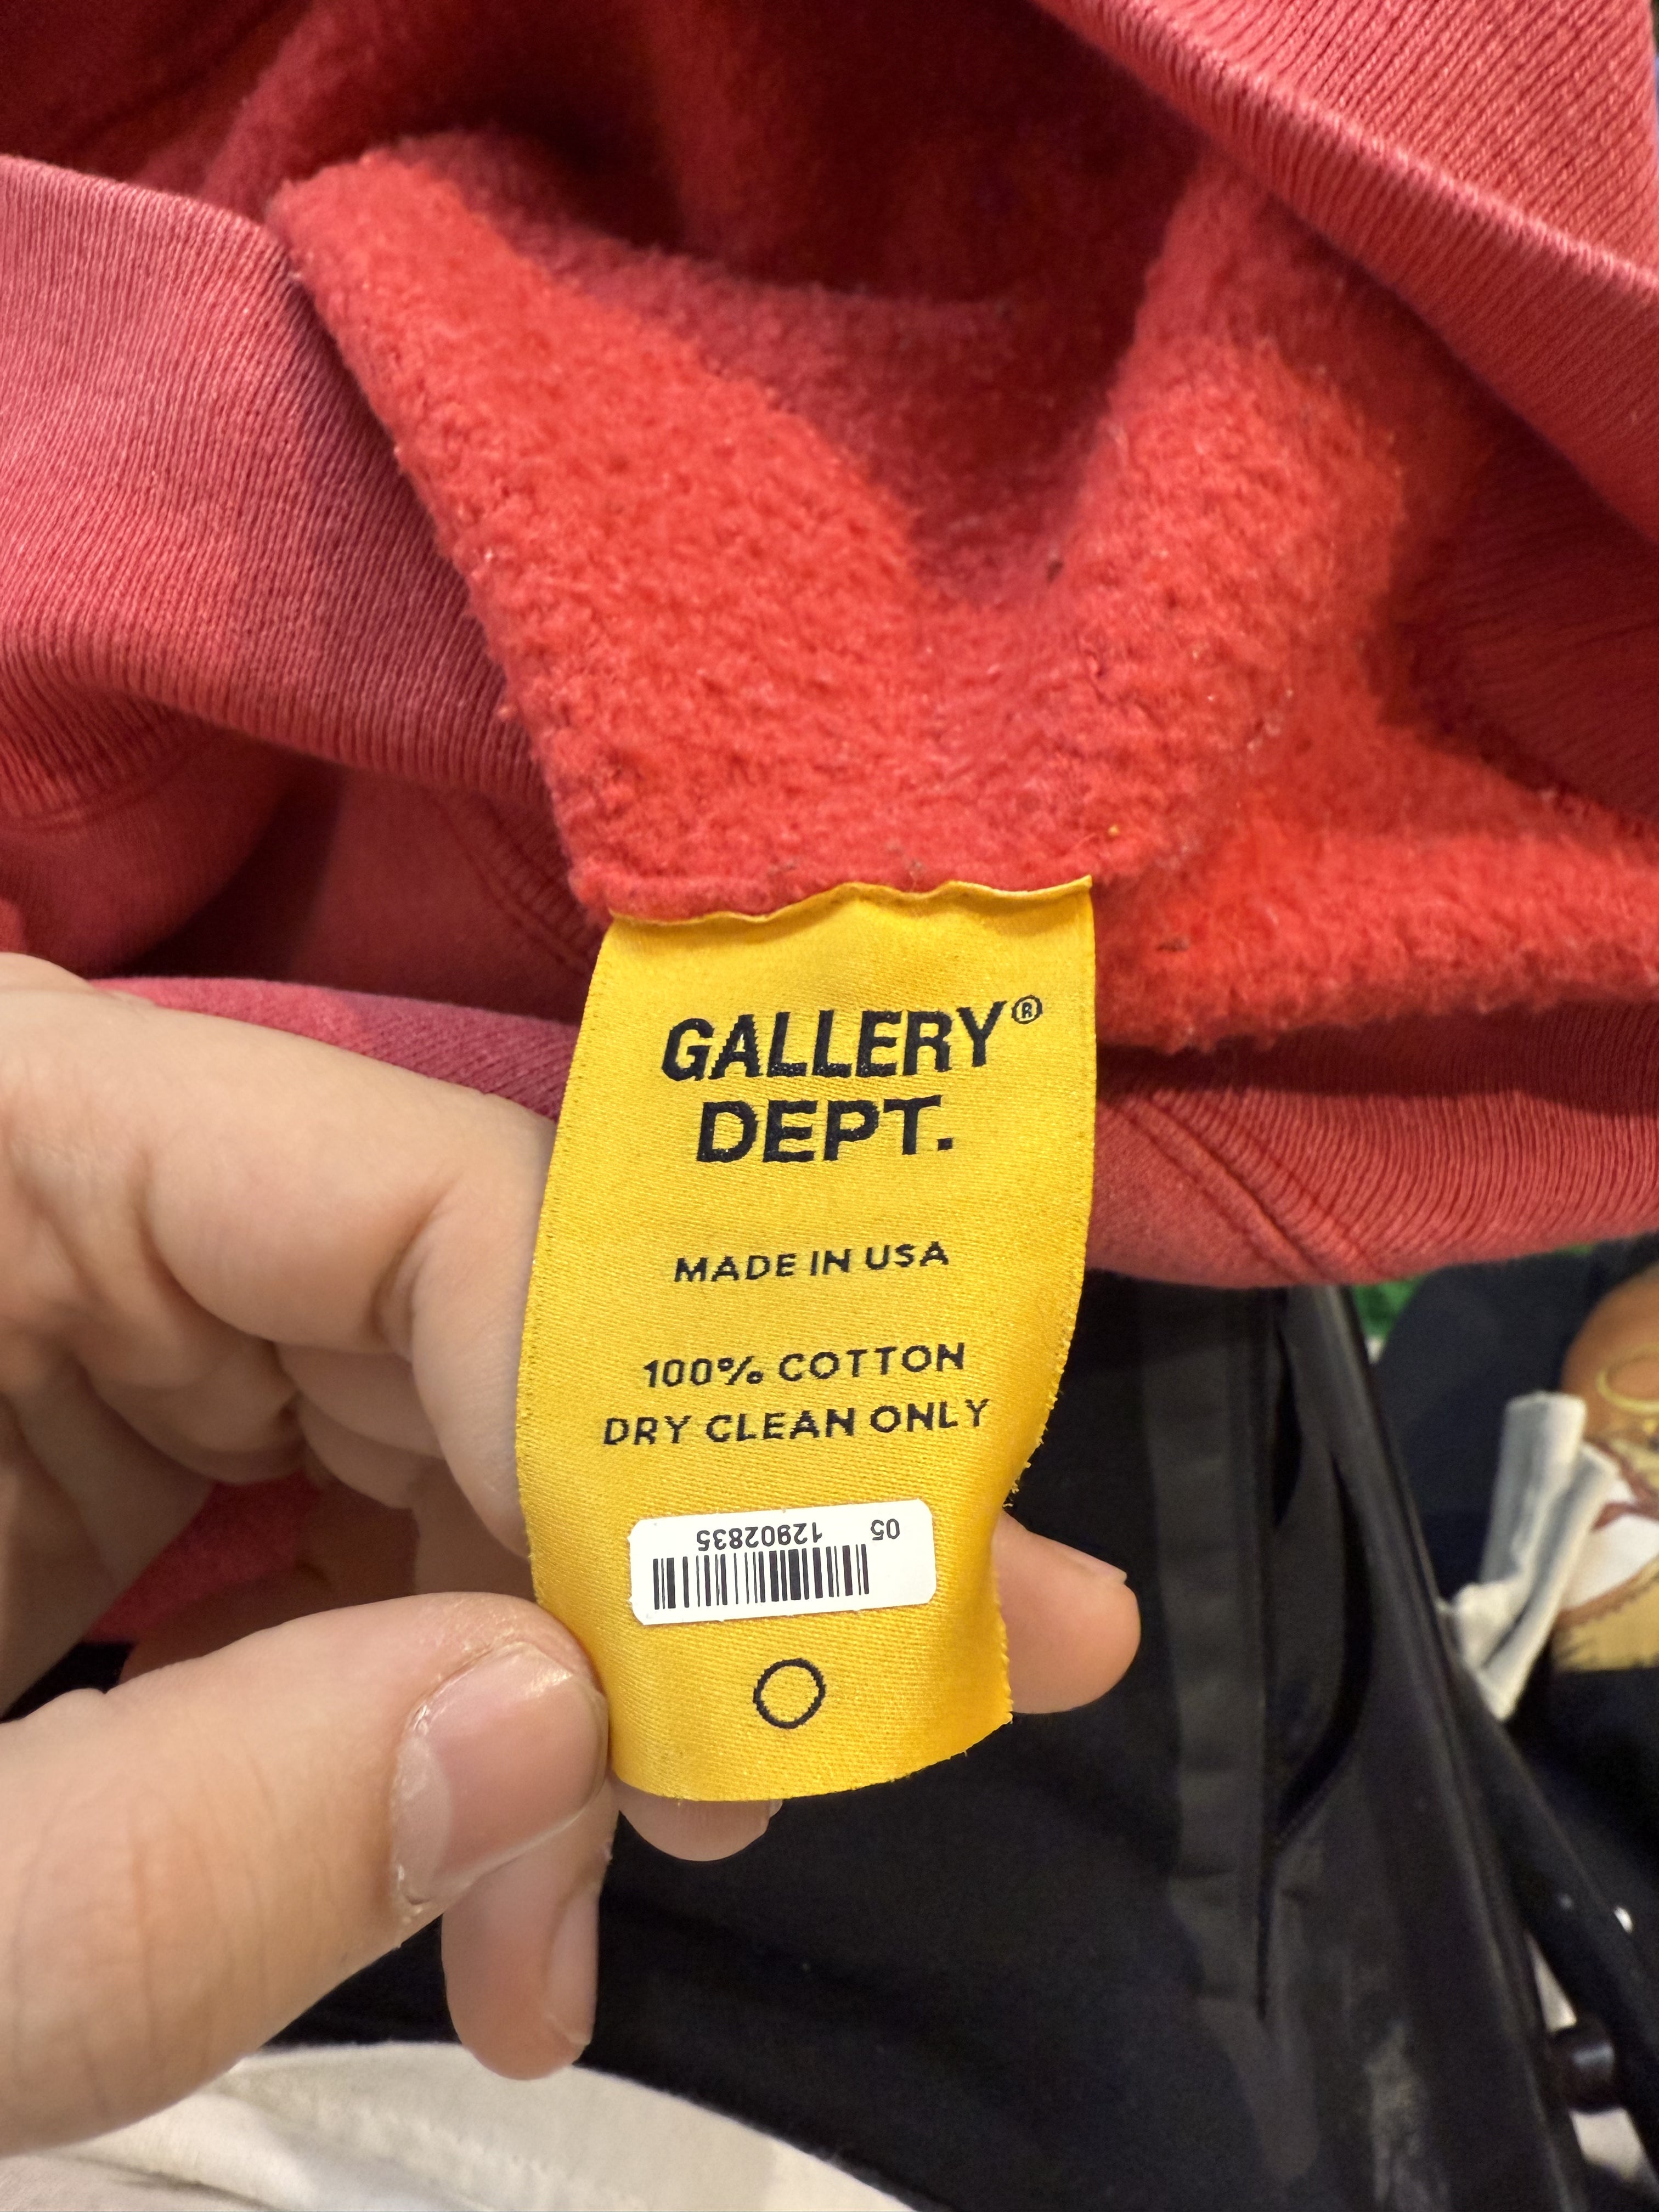 GALLERY®
DEPT.
MADE IN USA
100% COTTON
DRY CLEAN ONLY
05 12902835